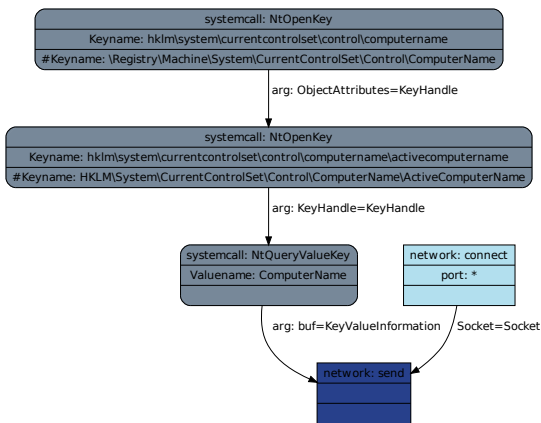 systemcall: NtOpenKey
Keyname: hklm\system\currentcontrolset\control\computername
#Keyname: \Registry\Machine\System\CurrentControlSet\Control\ComputerName
arg: ObjectAttributes=KeyHandle
systemcall: NtOpenKey
Keyname: hklm\system\currentcontrolset\control\computername\activecomputername
#Keyname: HKLM\System\CurrentControlSet\Control\ComputerName\ActiveComputerName
arg: KeyHandle=KeyHandle
systemcall: NtQueryValueKey
Valuename: ComputerName
network: connect
port: *
arg: buf=KeyValueInformation
Socket=Socket
network: send